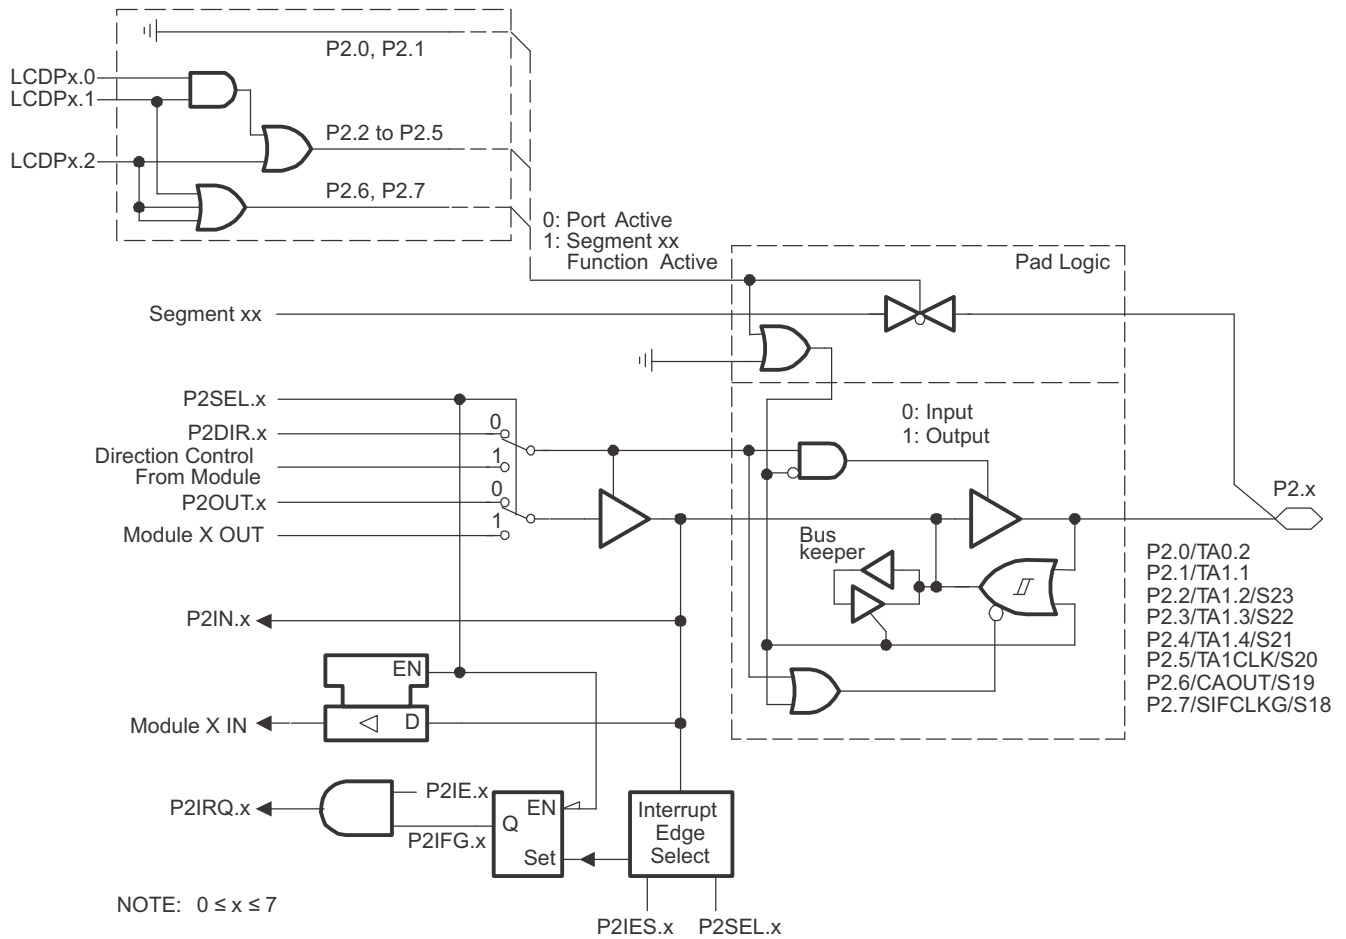 P2.0, P2.1
LCDPx.0
LCDPx.1
P2.2 to P2.5
LCDPx.2
P2.6, P2.7
0: Port Active
1: Segment xx
Function Active
Pad Logic
Segment xx
P2SEL.x
0
P2DIR.x
Direction Control
From Module
1
0
P2OUT.x
Module X OUT
1
0: Input
1: Output
P2.x
Bus
keeper
P2.0/TA0.2
P2.1/TA1.1
P2.2/TA1.2/S23
P2.3/TA1.3/S22
P2.4/TA1.4/S21
P2.5/TA1CLK/S20
P2.6/CAOUT/S19
P2.7/SIFCLKG/S18
P2IN.x
EN
D
Module X IN
P2IE.x
P2IRQ.x
P2IFG.x
EN
Q
Set
Interrupt
Edge
Select
P2IES.x
P2SEL.x
NOTE: 0 ≤ x ≤ 7